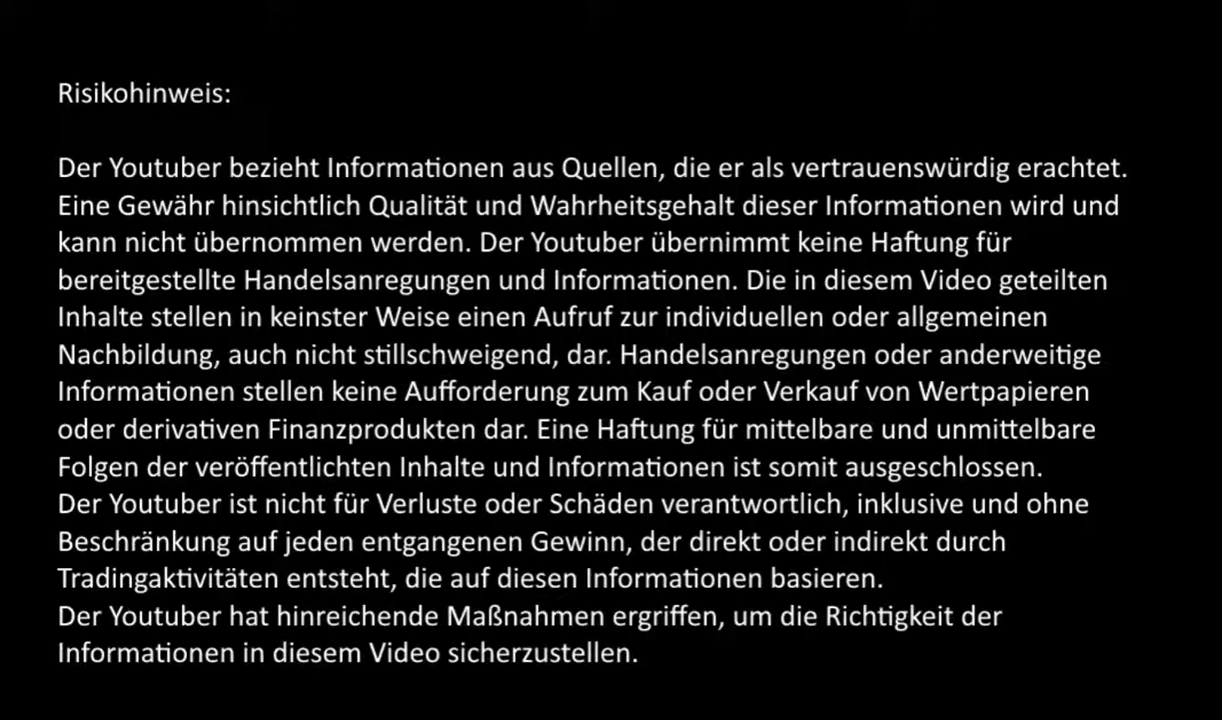 Risikohinweis:
Der Youtuber bezieht Informationen aus Quellen, die er als vertrauenswürdig erachtet.
Eine Gewähr hinsichtlich Qualität und Wahrheitsgehalt dieser Informationen wird und
kann nicht übernommen werden. Der Youtuber übernimmt keine Haftung für
bereitgestellte Handelsanregungen und Informationen. Die in diesem Video geteilten
Inhalte stellen in keinster Weise einen Aufruf zur individuellen oder allgemeinen
Nachbildung, auch nicht stillschweigend, dar. Handelsanregungen oder anderweitige
Informationen stellen keine Aufforderung zum Kauf oder Verkauf von Wertpapieren
oder derivativen Finanzprodukten dar. Eine Haftung für mittelbare und unmittelbare
Folgen der veröffentlichten Inhalte und Informationen ist somit ausgeschlossen.
Der Youtuber ist nicht für Verluste oder Schäden verantwortlich, inklusive und ohne
Beschränkung auf jeden entgangenen Gewinn, der direkt oder indirekt durch
Tradingaktivitäten entsteht, die auf diesen Informationen basieren.
Der Youtuber hat hinreichende Maßnahmen ergriffen, um die Richtigkeit der
Informationen in diesem Video sicherzustellen.